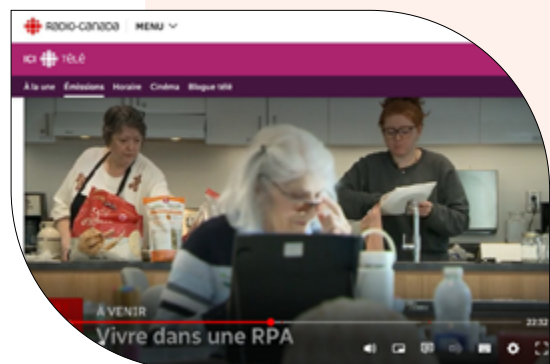 RADIO-CANADA MENU
ICI TÉLÉ
À la une Émissions Horaire Cinéma Blogue télé
À VENIR
Vivre dans une RPA
22:32